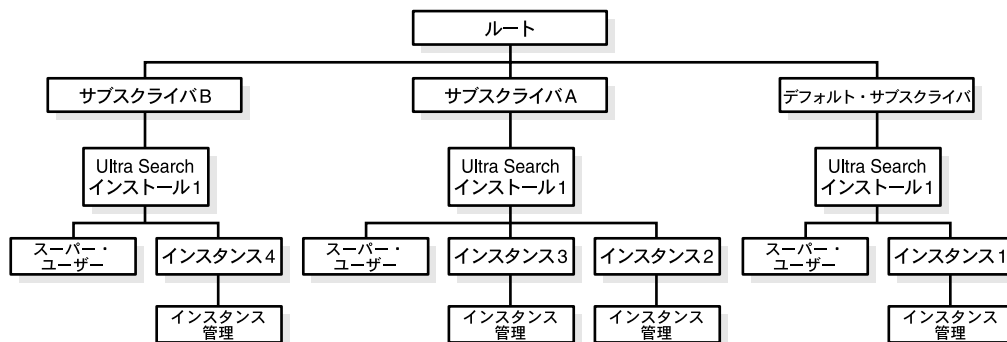 ルート
サブスクライバB
サブスクライバA
デフォルト・サブスクライバ
Ultra Search
インストール1
Ultra Search
インストール1
Ultra Search
インストール1
スーパー・
ユーザー
インスタンス4
スーパー・
ユーザー
インスタンス3
インスタンス2
スーパー・
ユーザー
インスタンス1
インスタンス
管理
インスタンス
管理
インスタンス
管理
インスタンス
管理